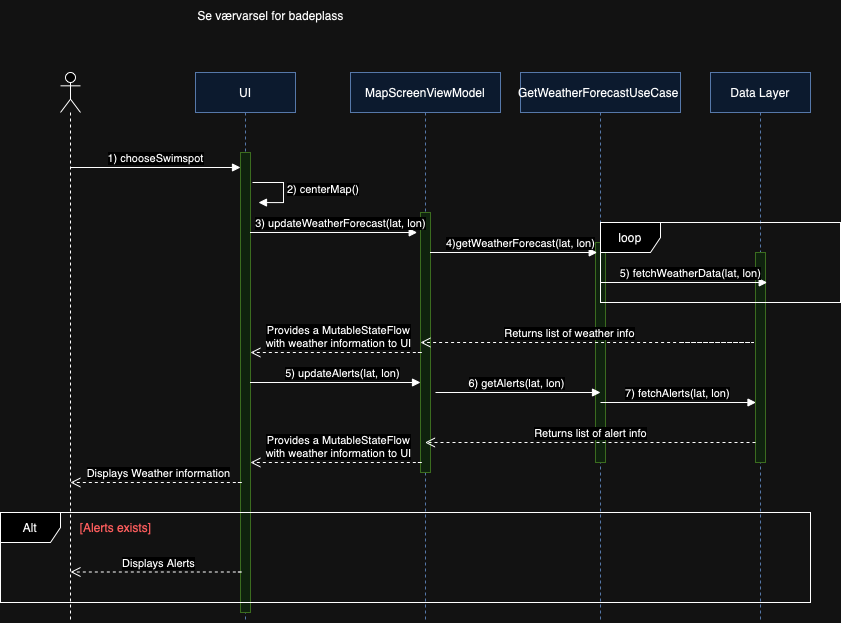 Se værvarsel for badeplass
UI
MapScreenViewModel
GetWeatherForecastUseCase
Data Layer
1) chooseSwimspot
2) centerMap()
3) updateWeatherForecast(lat, lon)
4)getWeatherForecast(lat, lon)
loop
5) fetchWeatherData(lat, lon)
Returns list of weather info
Provides a MutableStateFlow
with weather information to UI
5) updateAlerts(lat, lon)
6) getAlerts(lat, lon)
7) fetchAlerts(lat, lon)
Returns list of alert info
Provides a MutableStateFlow
with weather information to UI
Displays Weather information
Alt
[Alerts exists]
Displays Alerts